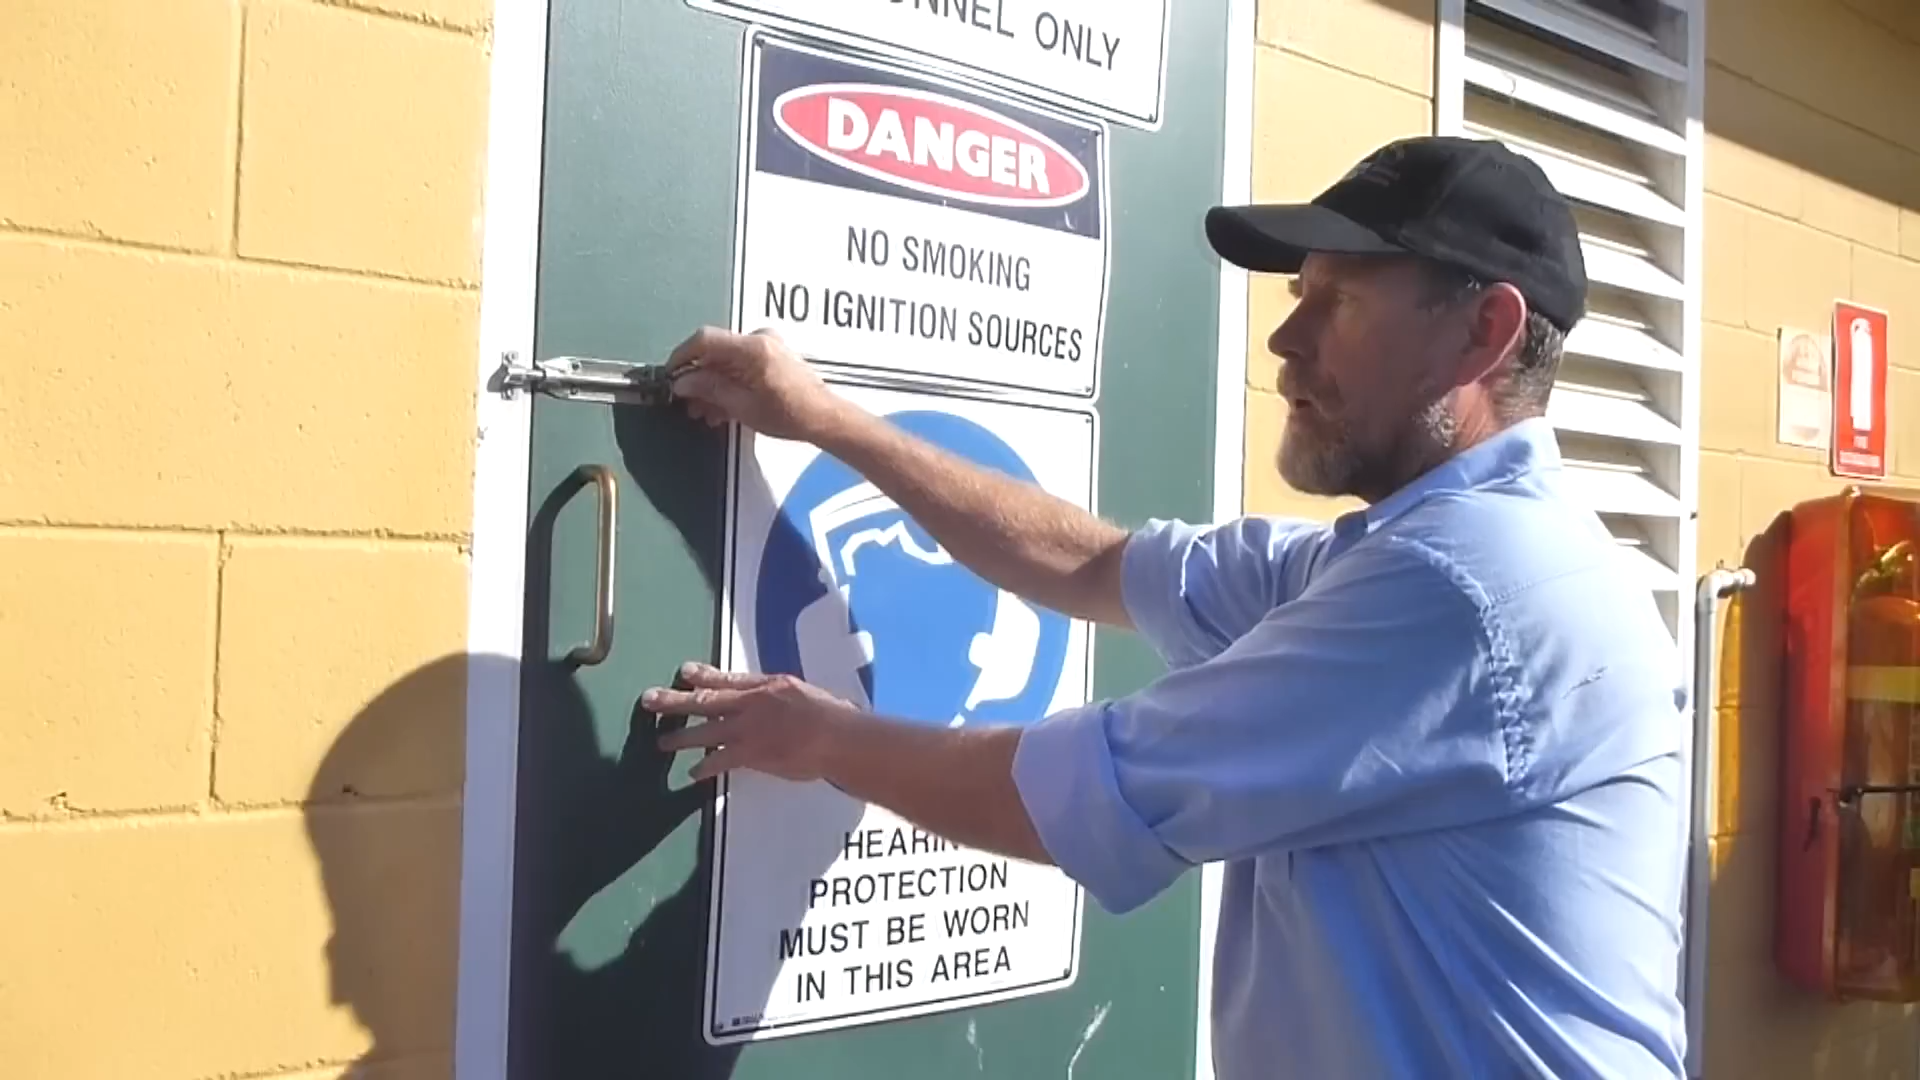 ONLY
DANGER
NO SMOKING
NO IGNITION SOURCES
PROTECTION
MUST BE WORN
IN THIS AREA